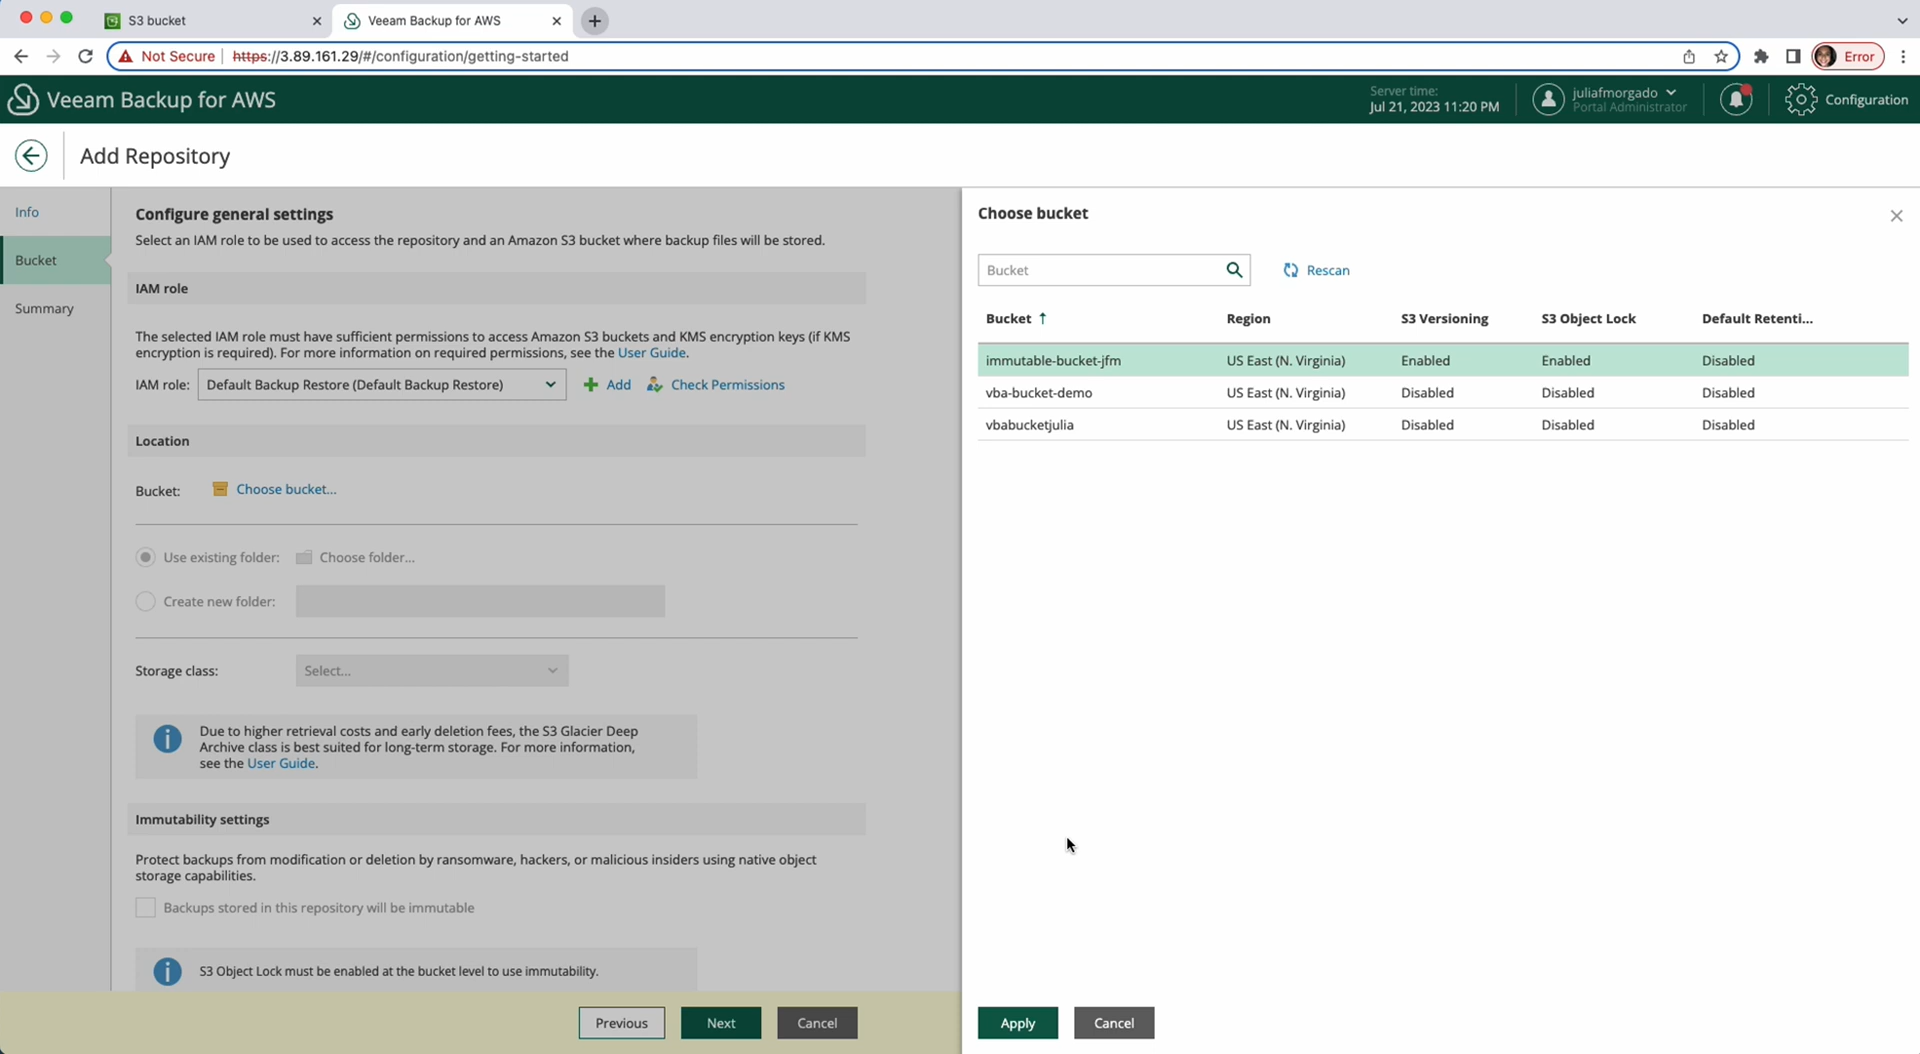 S3 bucket
Veeam Backup for AWS
Not Secure
https://3.89.161.29/#/configuration/getting-started
Error
Veeam Backup for AWS
Server time:
Jul 21, 2023 11:20 PM
juliafmorgado
Portal Administrator
Configuration
Add Repository
Info
Bucket
Summary
Configure general settings
Select an IAM role to be used to access the repository and an Amazon S3 bucket where backup files will be stored.
IAM role
The selected IAM role must have sufficient permissions to access Amazon S3 buckets and KMS encryption keys (if KMS
encryption is required). For more information on required permissions, see the User Guide.
IAM role: Default Backup Restore (Default Backup Restore) Add Check Permissions
Location
Bucket: Choose bucket...
Use existing folder: Choose folder...
Create new folder:
Storage class: Select...
Due to higher retrieval costs and early deletion fees, the S3 Glacier Deep
Archive class is best suited for long-term storage. For more information,
see the User Guide.
Immutability settings
Protect backups from modification or deletion by ransomware, hackers, or malicious insiders using native object
storage capabilities.
Backups stored in this repository will be immutable
S3 Object Lock must be enabled at the bucket level to use immutability.
Previous Next Cancel
Choose bucket
Bucket Rescan
Bucket Region S3 Versioning S3 Object Lock Default Retenti...
immutable-bucket-jfm US East (N. Virginia) Enabled Enabled Disabled
vba-bucket-demo US East (N. Virginia) Disabled Disabled Disabled
vbabucketjulia US East (N. Virginia) Disabled Disabled Disabled
Apply Cancel